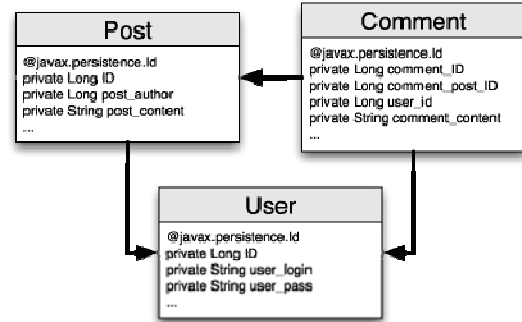 Post
@javax.persistence.Id
private Long ID
private Long post_author
private String post_content
...
Comment
@javax.persistence.Id
private Long comment_ID
private Long comment_post_ID
private Long user_id
private String comment_content
...
User
@javax.persistence.Id
private Long ID
private String user_login
private String user_pass
...